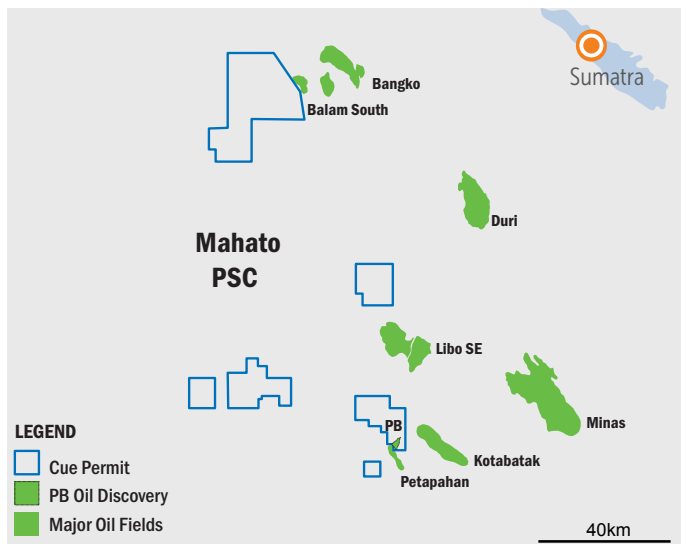 Sumatra
Bangko
Balam South
Duri
Mahato
PSC
Libo SE
Minas
PB
Kotabatak
Petapahan
LEGEND
Cue Permit
PB Oil Discovery
Major Oil Fields
40km